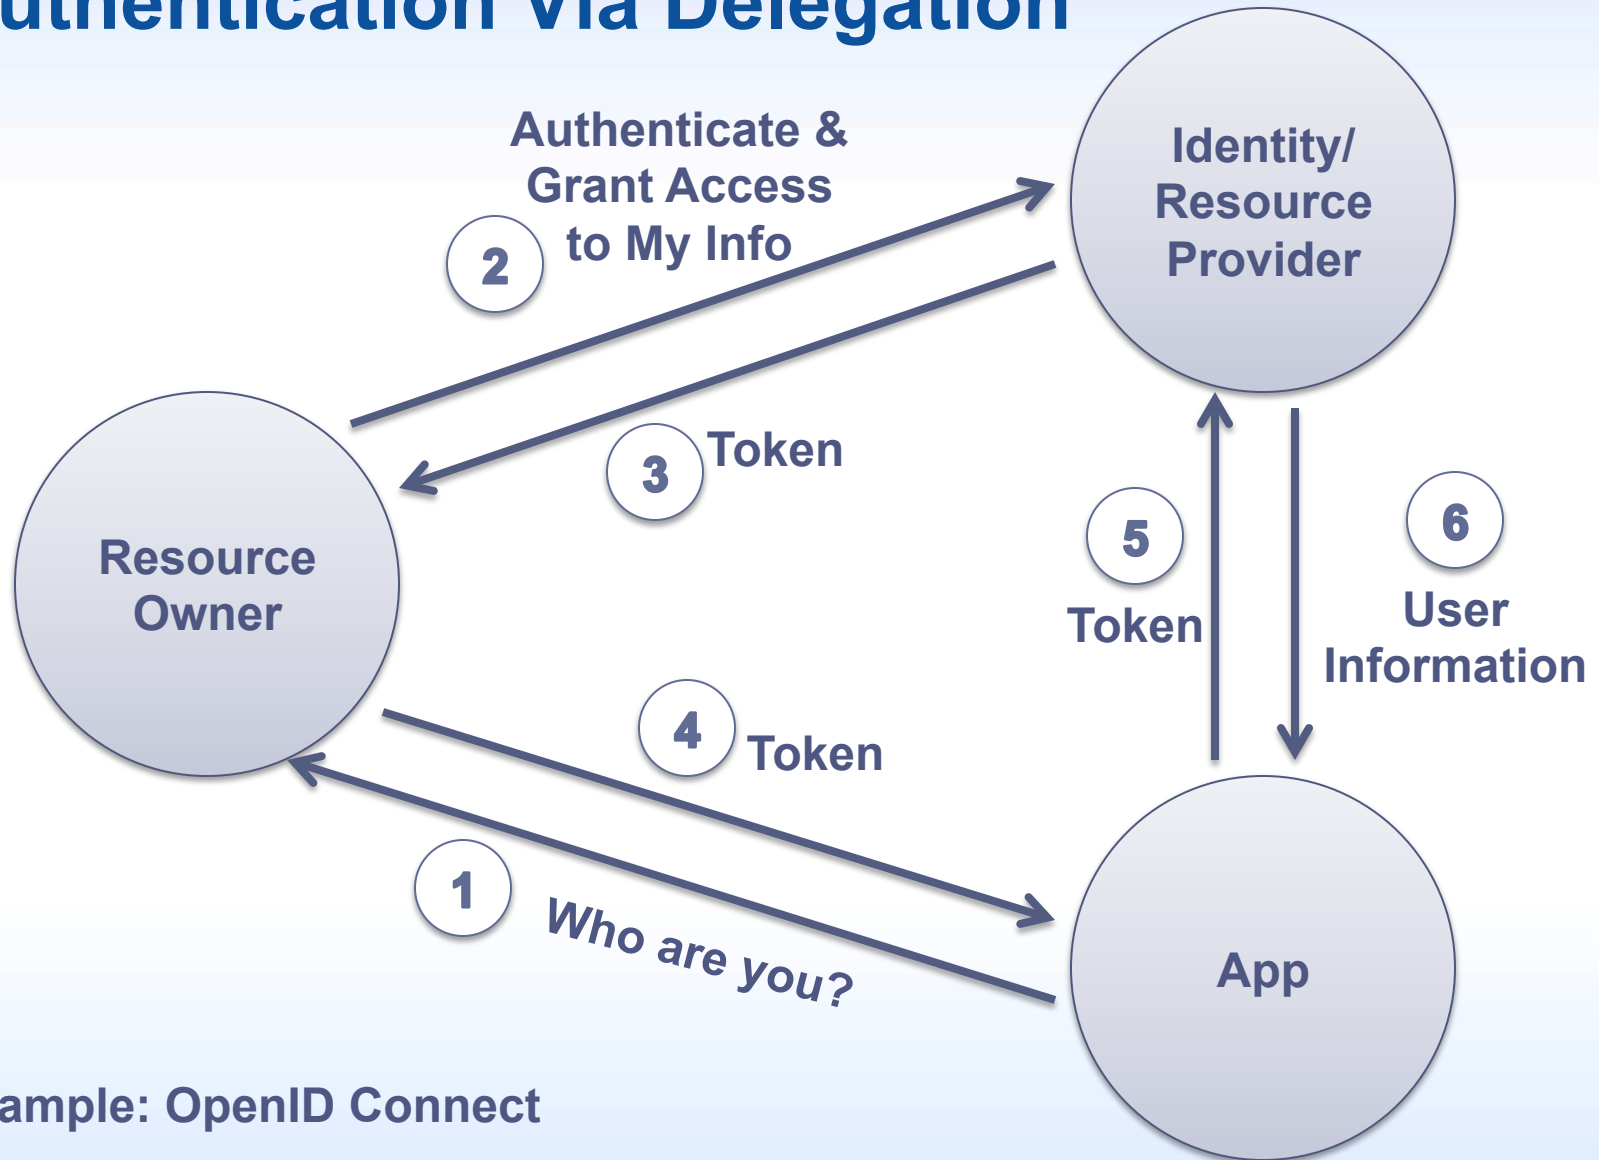 uthentication Via Delegation
Authenticate &
Grant Access
to My Info
2
Identity/
Resource
Provider
3
Token
Resource
Owner
5
Token
6
User
Information
4
Token
1
Who are you?
App
ample: OpenID Connect